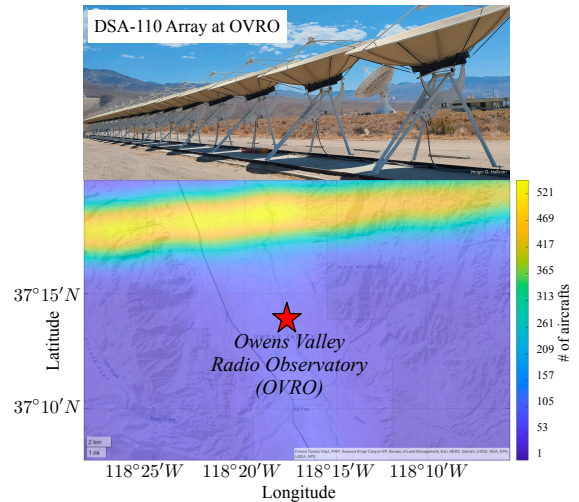 DSA-110 Array at OVRO
521
469
417
365
313
261
209
157
105
53
1
# of aircrafts
37°15'N
37°10'N
Latitude
Owens Valley
Radio Observatory
(OVRO)
2 km
1 mi
118°25'W
118°20'W
118°15'W
118°10'W
Longitude